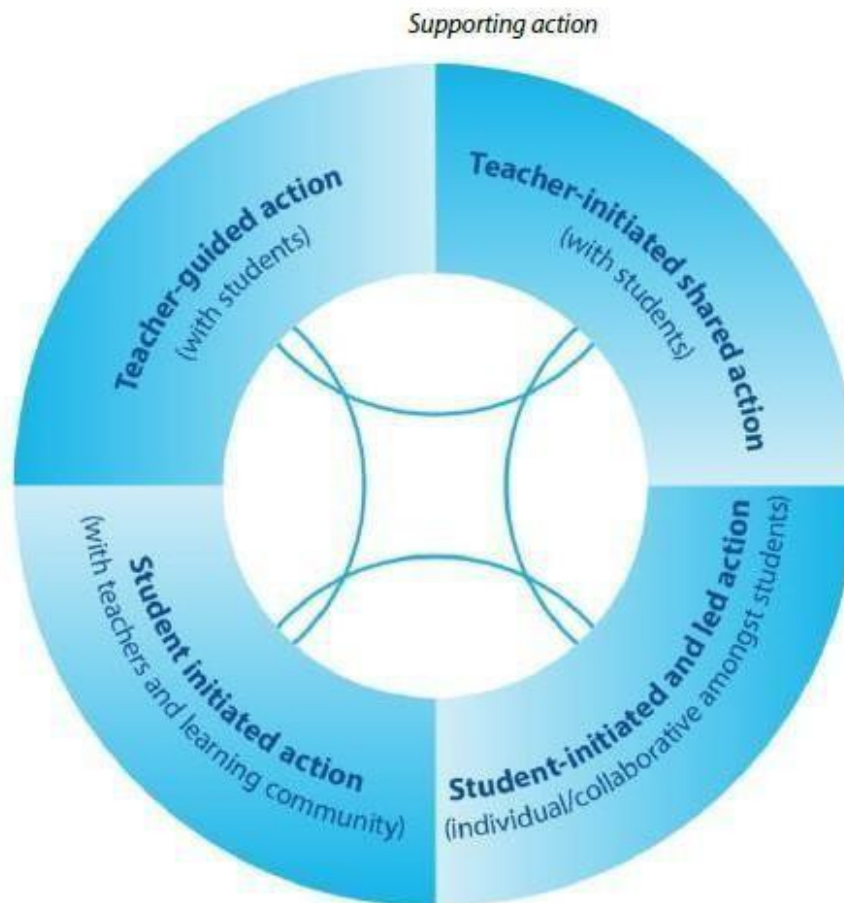 Supporting action
Teacher-guided action
(with students)
Teacher-initiated shared action
(with students)
Student initiated action
(with teachers and learning community)
Student-initiated and led action
(individual/collaborative amongst students)